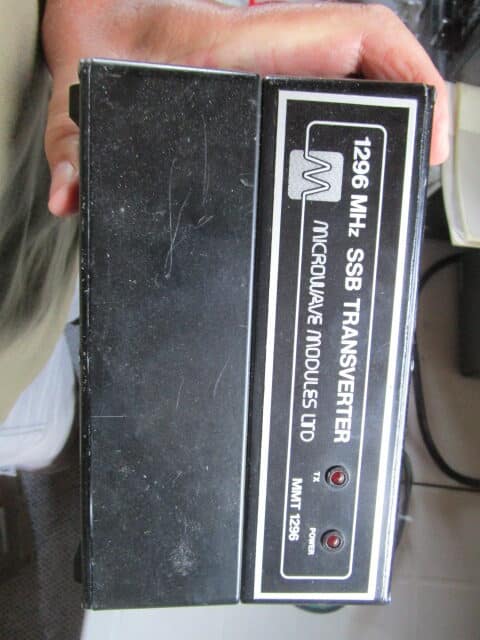 1296 MHz SSB TRANSVERTER
MICROWAVE MODULES LTD
TX
POWER
MMT 1296